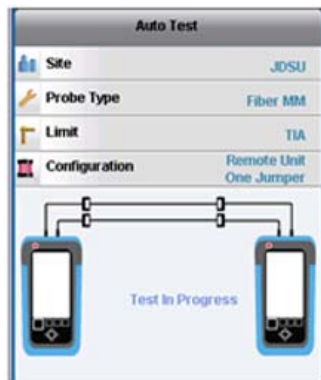 Auto Test
Site
JDSU
Probe Type
Fiber MM
Limit
TIA
Configuration
Remote Unit
One Jumper
Test In Progress